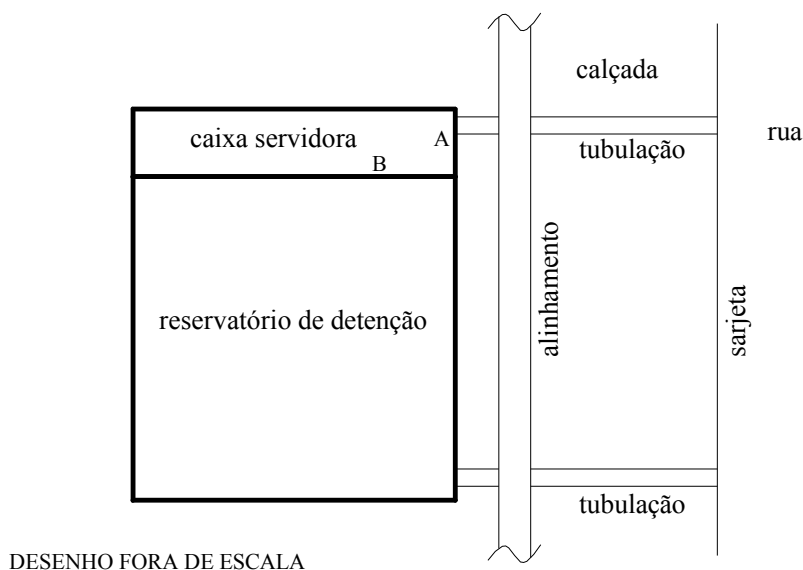 calçada
caixa servidora
A
rua
tubulação
B
alinhamento
sarjeta
reservatório de detenção
tubulação
DESENHO FORA DE ESCALA